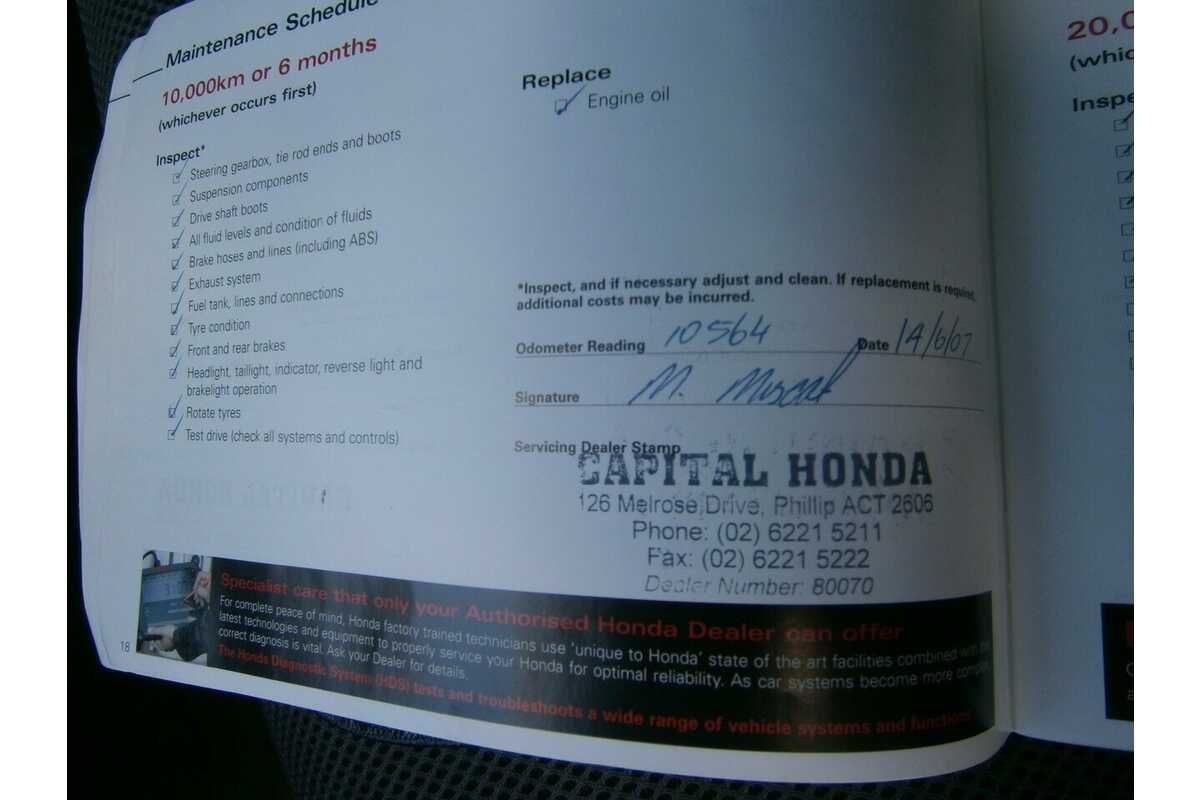 Maintenance Schedule
10,000km or 6 months
(whichever occurs first)
Inspect*
Steering gearbox, tie rod ends and boots
Suspension components
Drive shaft boots
All fluid levels and condition of fluids
Brake hoses and lines (including ABS)
Exhaust system
Fuel tank, lines and connections
Tyre condition
Front and rear brakes
Headlight, taillight, indicator, reverse light and
brakelight operation
Rotate tyres
Test drive (check all systems and controls)
Replace
Engine oil
*Inspect, and if necessary adjust and clean. If replacement is required,
additional costs may be incurred.
Odometer Reading 10564 Date 14/6/07
Signature M.
Servicing Dealer Stamp
CAPITAL HONDA
126 Melrose Drive, Phillip ACT 2606
Phone: (02) 6221 5211
Fax: (02) 6221 5222
Dealer Number: 80070
Specialist care that only your Authorised Honda Dealer can offer
For complete peace of mind, Honda factory trained technicians use 'unique to Honda' state of the art facilities combined with the
latest technologies and equipment to properly service your Honda for optimal reliability. As car systems become more complex
correct diagnosis is vital. Ask your Dealer for details.
The Honda Diagnostic System (HDS) tests and troubleshoots a wide range of vehicle systems and functions
18
20,0
(whic
Inspe